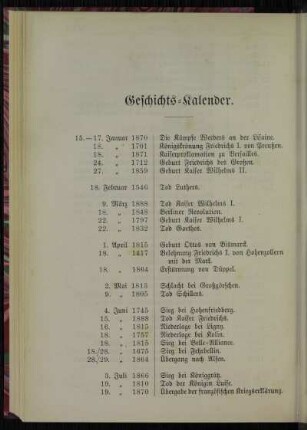 Geschichts-Kalender.
15.—17. Januar 1870 Die Kämpfe Werders an der Lisaine.
18. „ 1701 Königskrönung Friedrichs I. von Preußen.
18. „ 1871 Kaiserproklamation zu Versailles.
24. „ 1712 Geburt Friedrichs des Großen.
27. „ 1859 Geburt Kaiser Wilhelms II.
18. Februar 1546 Tod Luthers.
9. März 1888 Tod Kaiser Wilhelms I.
18. „ 1848 Berliner Revolution.
22. „ 1797 Geburt Kaiser Wilhelms I.
22. „ 1832 Tod Goethes.
1. April 1815 Geburt Ottos von Bismarck.
18. „ 1417 Belehnung Friedrichs I. von Hohenzollern
mit der Mark.
18. „ 1864 Erstürmung von Düppel.
2. Mai 1813 Schlacht bei Großgörschen.
9. „ 1805 Tod Schillers.
4. Juni 1745 Sieg bei Hohenfriedberg.
15. „ 1888 Tod Kaiser Friedrichs.
16. „ 1815 Niederlage bei Ligny.
18. „ 1757 Niederlage bei Kolin.
18. „ 1815 Sieg bei Belle-Alliance.
18./28. „ 1675 Sieg bei Fehrbellin.
28./29. „ 1864 Übergang nach Alsen.
3. Juli 1866 Sieg bei Königgrätz.
19. „ 1810 Tod der Königin Luise.
19. „ 1870 Übergabe der französischen Kriegserklärung.